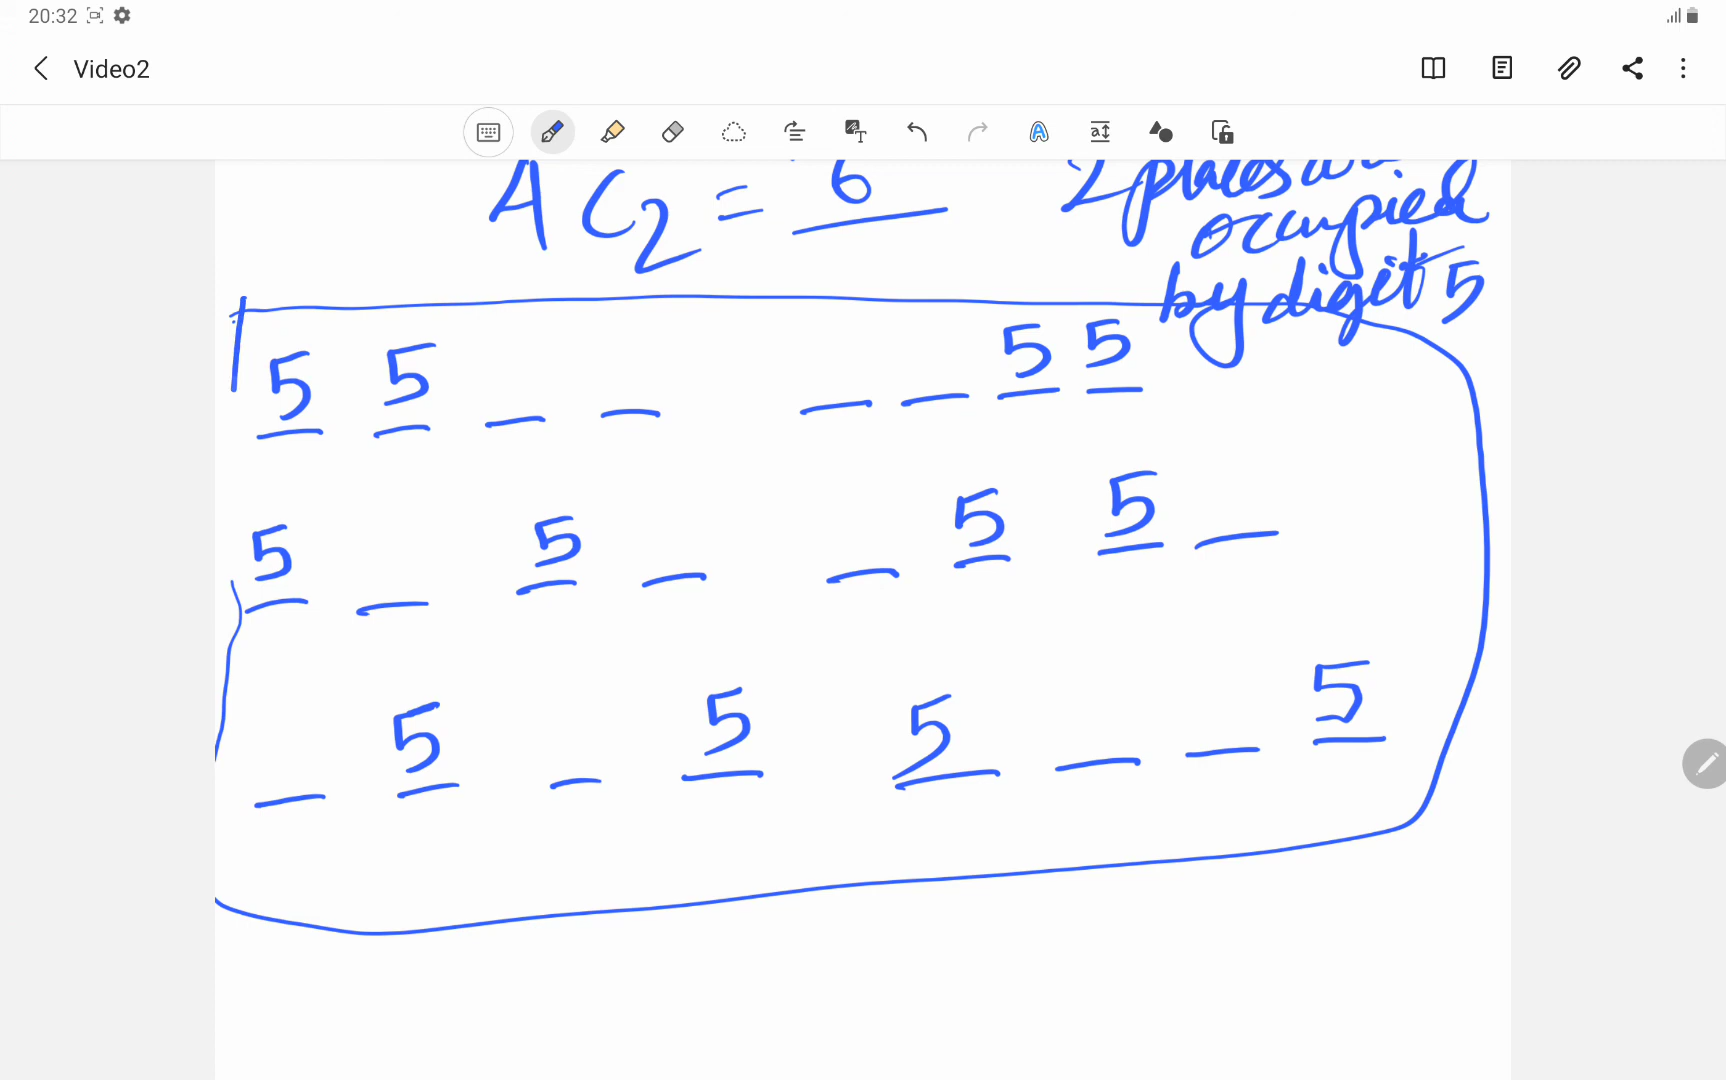 20:32
Video2
4C2 = 6 2 places
occupied
by digit 5
5 5 _ _ _ _ 5 5
5 _ 5 _ _ 5 5 _
_ 5 _ 5 5 _ _ 5